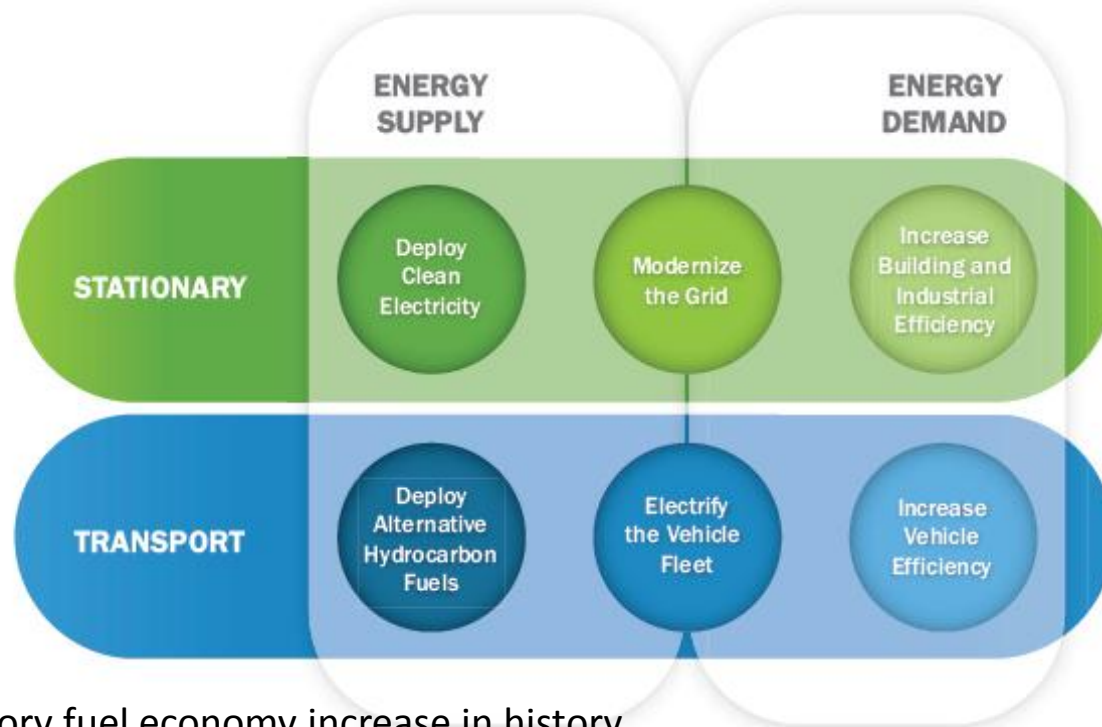 ENERGY
SUPPLY
ENERGY
DEMAND
STATIONARY
Deploy
Clean
Electricity
Modernize
the Grid
Increase
Building and
Industrial
Efficiency
TRANSPORT
Deploy
Alternative
Hydrocarbon
Fuels
Electrify
the Vehicle
Fleet
Increase
Vehicle
Efficiency
fuel economy increase in history